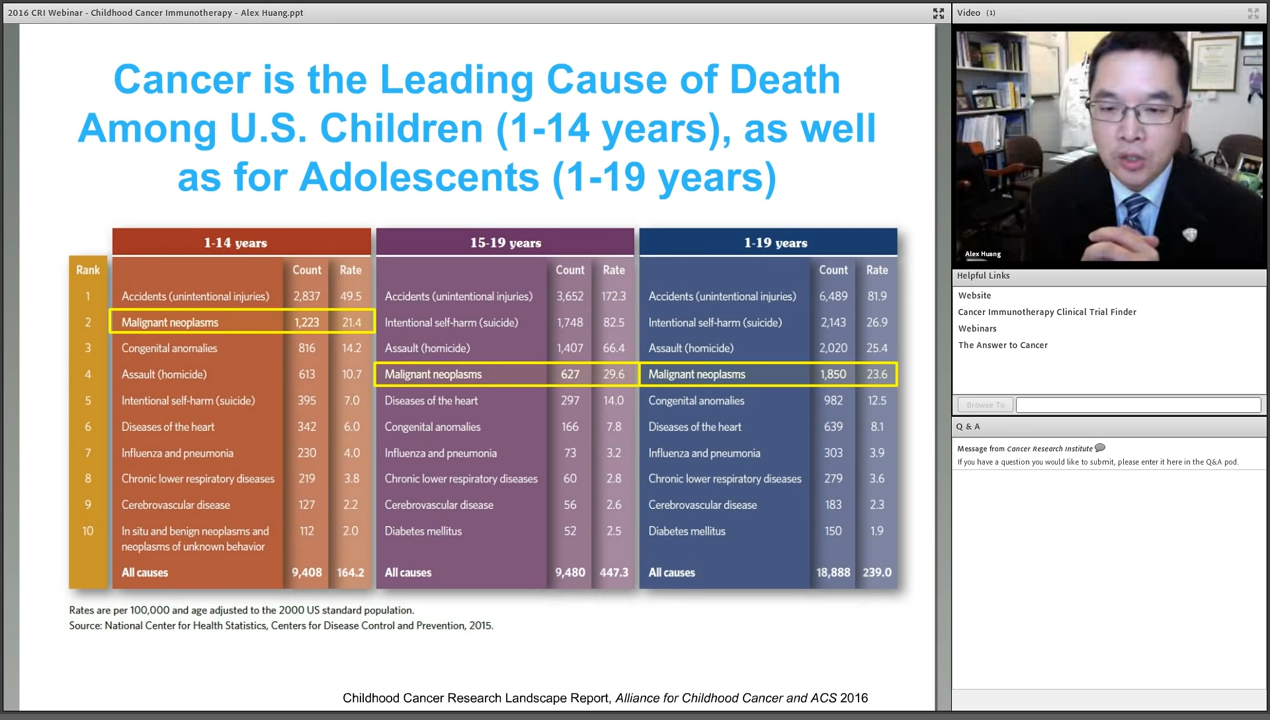 2016 CRI Webinar - Childhood Cancer Immunotherapy - Alex Huang.ppt
Cancer is the Leading Cause of Death
Among U.S. Children (1-14 years), as well
as for Adolescents (1-19 years)
1-14 years 15-19 years 1-19 years
Rank Count Rate Count Rate Count Rate
1 Accidents (unintentional injuries) 2,837 49.5 Accidents (unintentional injuries) 3,652 172.3 Accidents (unintentional injuries) 6,489 81.9
2 Malignant neoplasms 1,223 21.4 Intentional self-harm (suicide) 1,748 82.5 Intentional self-harm (suicide) 2,143 26.9
3 Congenital anomalies 816 14.2 Assault (homicide) 1,407 66.4 Assault (homicide) 2,020 25.4
4 Assault (homicide) 613 10.7 Malignant neoplasms 627 29.6 Malignant neoplasms 1,850 23.6
5 Intentional self-harm (suicide) 395 7.0 Diseases of the heart 297 14.0 Congenital anomalies 982 12.5
6 Diseases of the heart 342 6.0 Congenital anomalies 166 7.8 Diseases of the heart 639 8.1
7 Influenza and pneumonia 230 4.0 Influenza and pneumonia 73 3.2 Influenza and pneumonia 303 3.9
8 Chronic lower respiratory diseases 219 3.8 Chronic lower respiratory diseases 60 2.8 Chronic lower respiratory diseases 279 3.6
9 Cerebrovascular disease 127 2.2 Cerebrovascular disease 56 2.6 Cerebrovascular disease 183 2.3
10 In situ and benign neoplasms and 112 2.0 Diabetes mellitus 52 2.5 Diabetes mellitus 150 1.9
neoplasms of unknown behavior
All causes 9,408 164.2 All causes 9,480 447.3 All causes 18,888 239.0
Rates are per 100,000 and age adjusted to the 2000 US standard population.
Source: National Center for Health Statistics, Centers for Disease Control and Prevention, 2015.
Childhood Cancer Research Landscape Report, Alliance for Childhood Cancer and ACS 2016
Video (1)
Alex Huang
Helpful Links
Website
Cancer Immunotherapy Clinical Trial Finder
Webinars
The Answer to Cancer
Browse To
Q & A
Message from Cancer Research Institute
If you have a question you would like to submit, please enter it here in the Q&A pod.